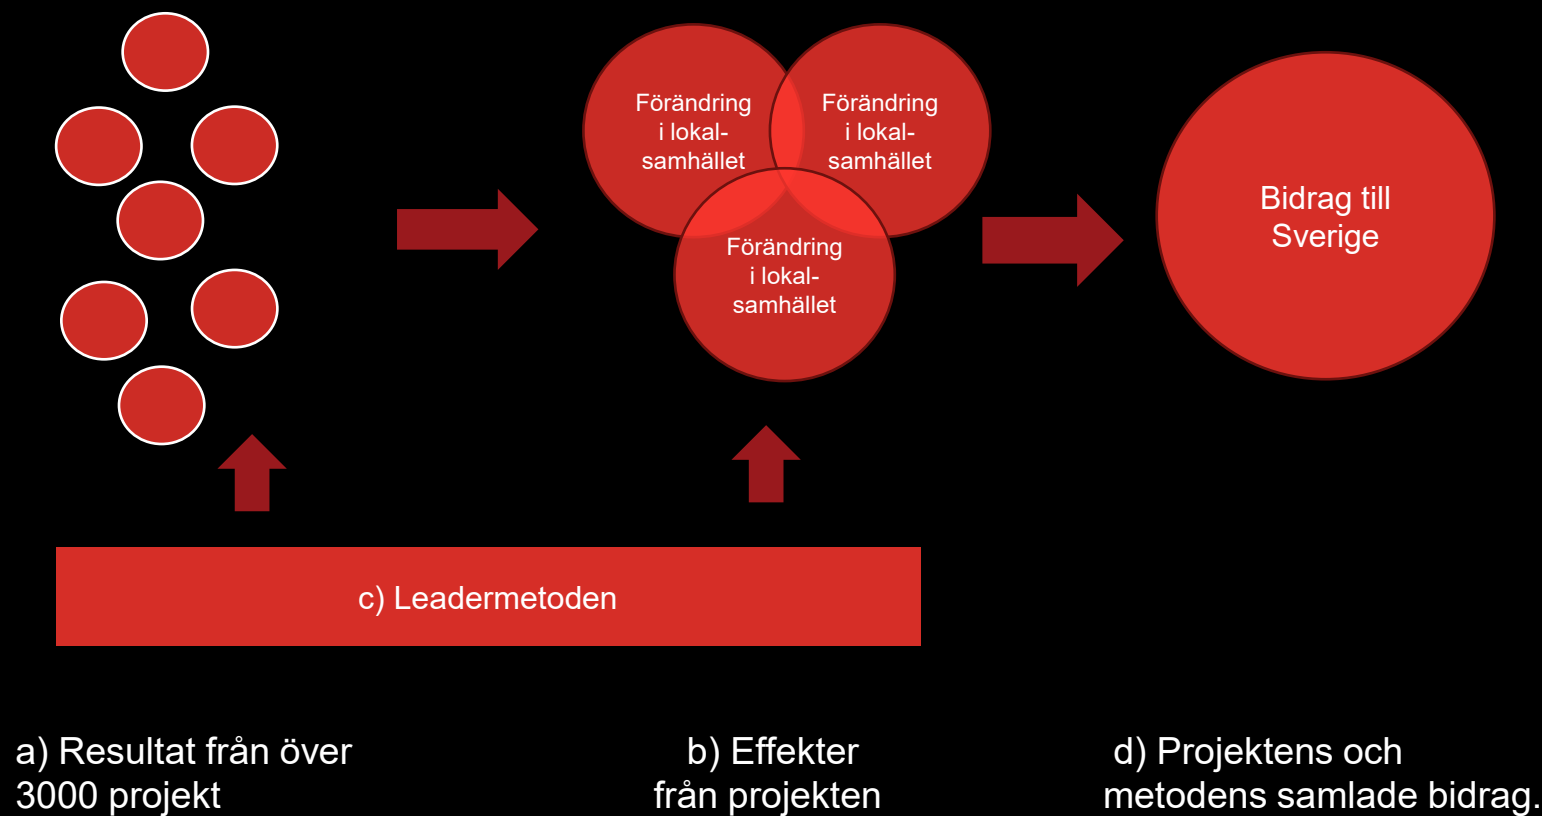 Förändring
i lokal-
samhället
Förändring
i lokal-
samhället
Förändring
i lokal-
samhället
Bidrag till
Sverige
c) Leadermetoden
a) Resultat från över
3000 projekt
b) Effekter
från projekten
d) Projektens och
metodens samlade bidrag.